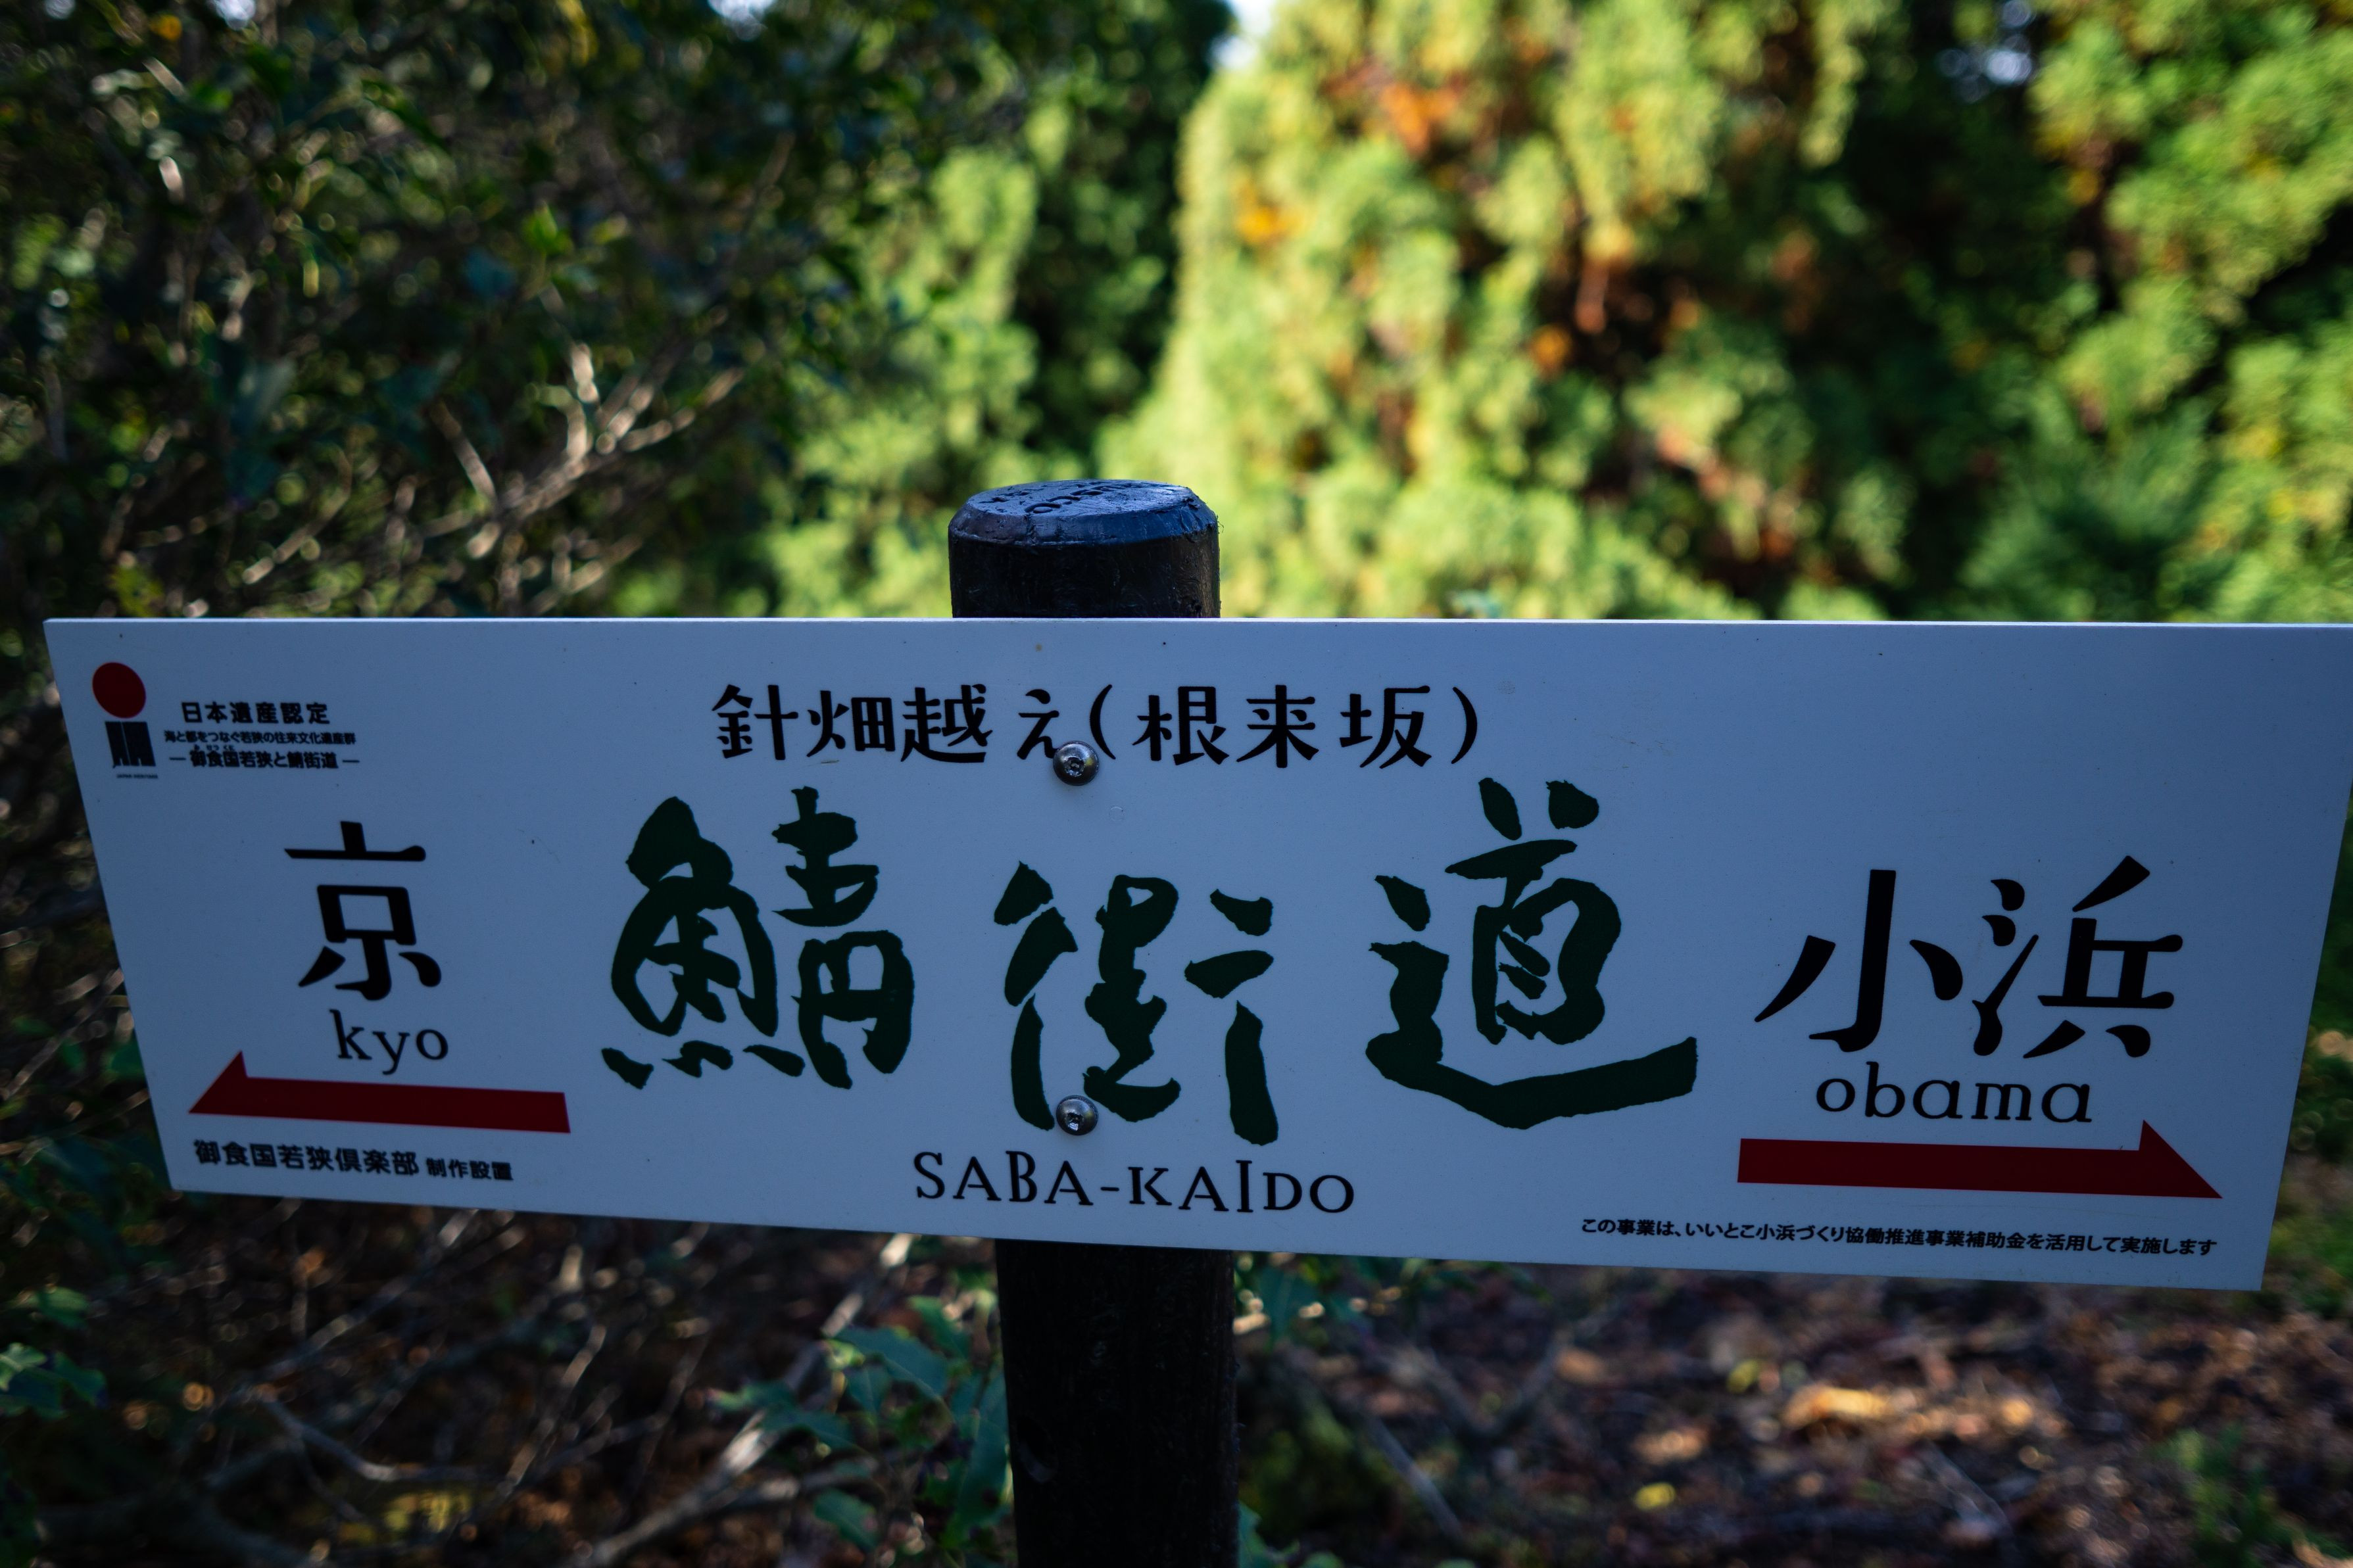 日本遺産認定
海と都をつなぐ若狭の往来文化遺産群
― 御食国若狭と鯖街道 ―
針畑越え(根来坂)
京
kyo
鯖街道
SABA-KAIDO
小浜
obama
御食国若狭倶楽部 制作設置
この事業は、いいとこ小浜づくり協働推進事業補助金を活用して実施します